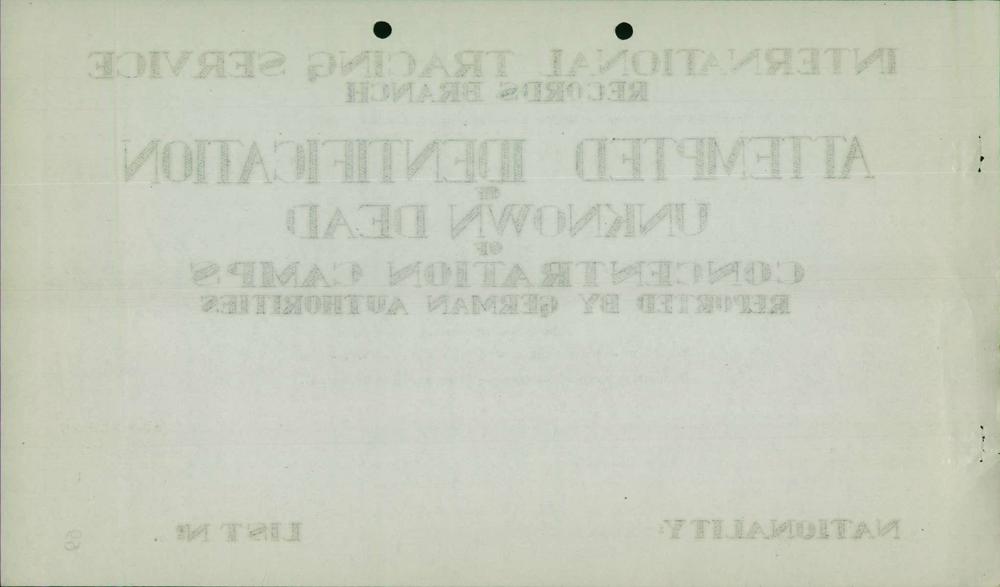 INTERNATIONAL TRACING SERVICE
RECORDS BRANCH
ATTEMPTED IDENTIFICATION
OF
UNKNOWN DEAD
OF
CONCENTRATION CAMPS
REPORTED BY GERMAN AUTHORITIES
NATIONALITY: LIST Nº
69